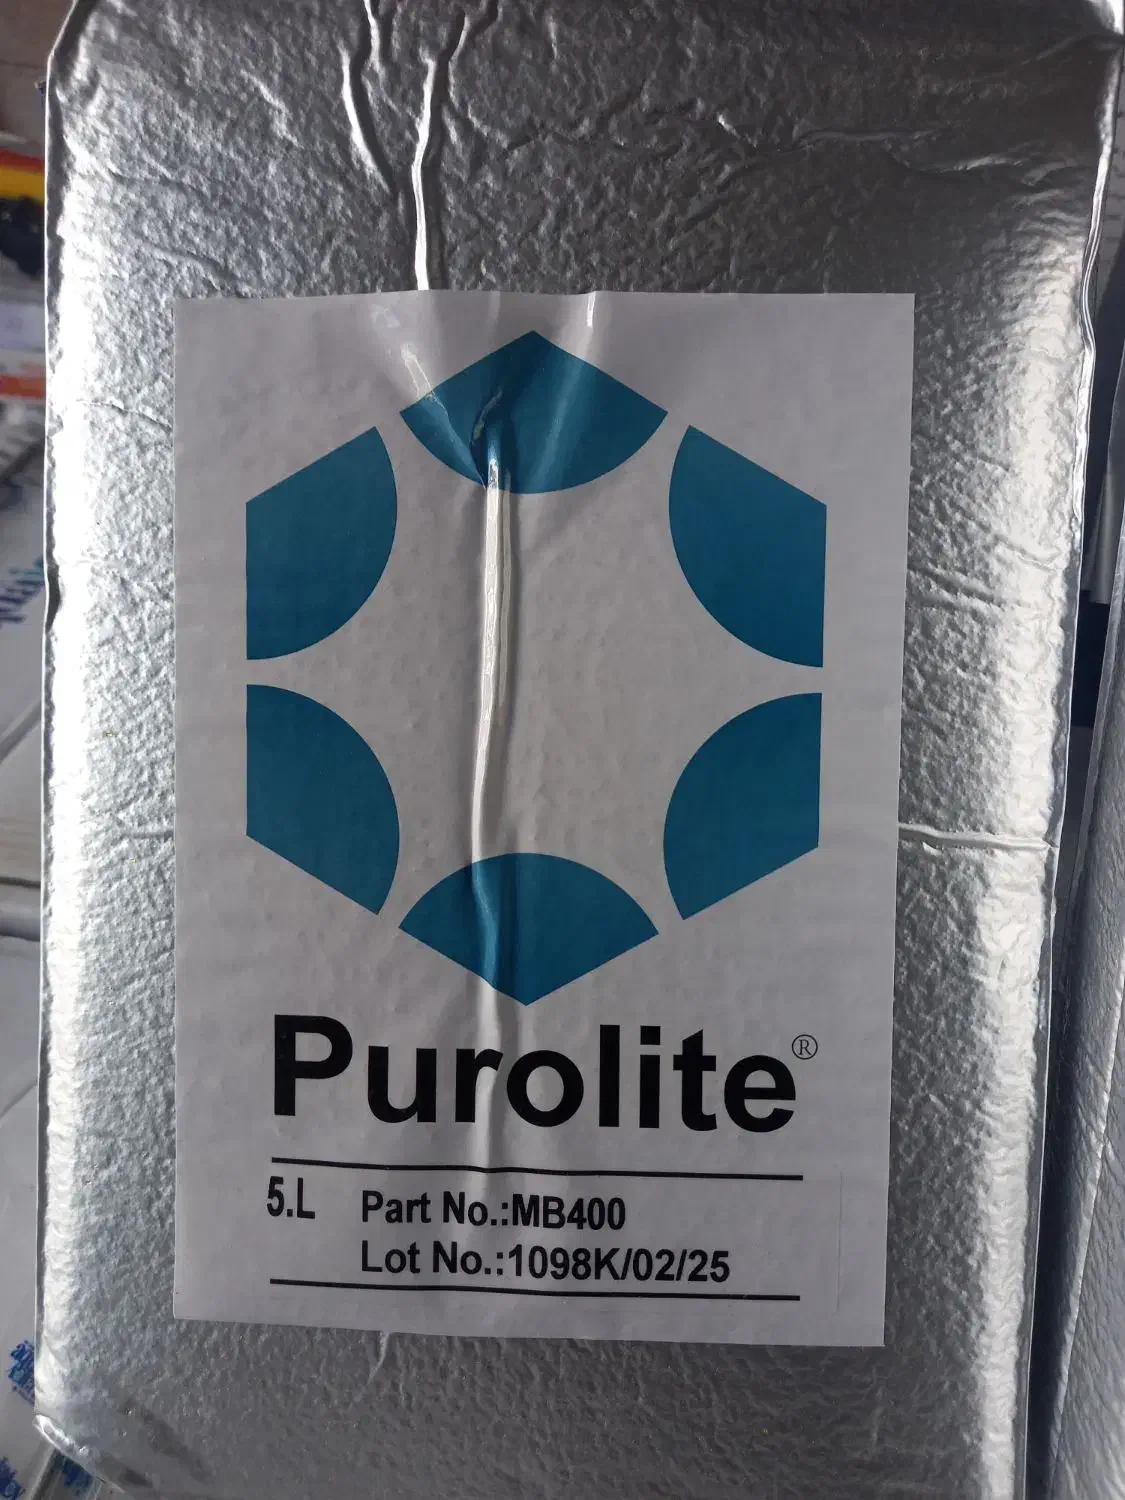 Purolite®
5.L Part No.:MB400
Lot No.:1098K/02/25